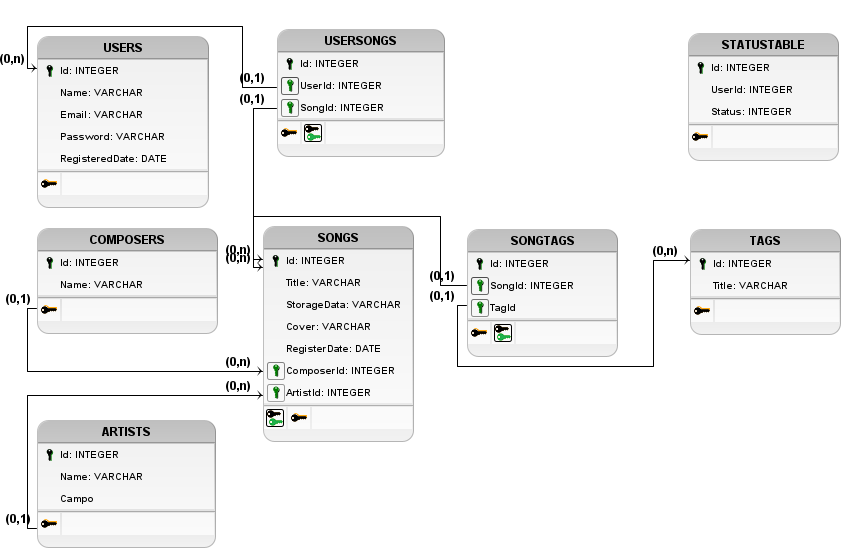 USERS
Id: INTEGER
Name: VARCHAR
Email: VARCHAR
Password: VARCHAR
RegisteredDate: DATE
(0,n)
USERSONGS
Id: INTEGER
UserId: INTEGER
SongId: INTEGER
(0,1)
(0,1)
STATUSTABLE
Id: INTEGER
UserId: INTEGER
Status: INTEGER
COMPOSERS
Id: INTEGER
Name: VARCHAR
(0,1)
SONGS
Id: INTEGER
Title: VARCHAR
StorageData: VARCHAR
Cover: VARCHAR
RegisterDate: DATE
ComposerId: INTEGER
ArtistId: INTEGER
(0,n)
(0,n)
(0,n)
(0,n)
SONGTAGS
Id: INTEGER
SongId: INTEGER
TagId
(0,1)
(0,1)
TAGS
Id: INTEGER
Title: VARCHAR
(0,n)
ARTISTS
Id: INTEGER
Name: VARCHAR
Campo
(0,1)